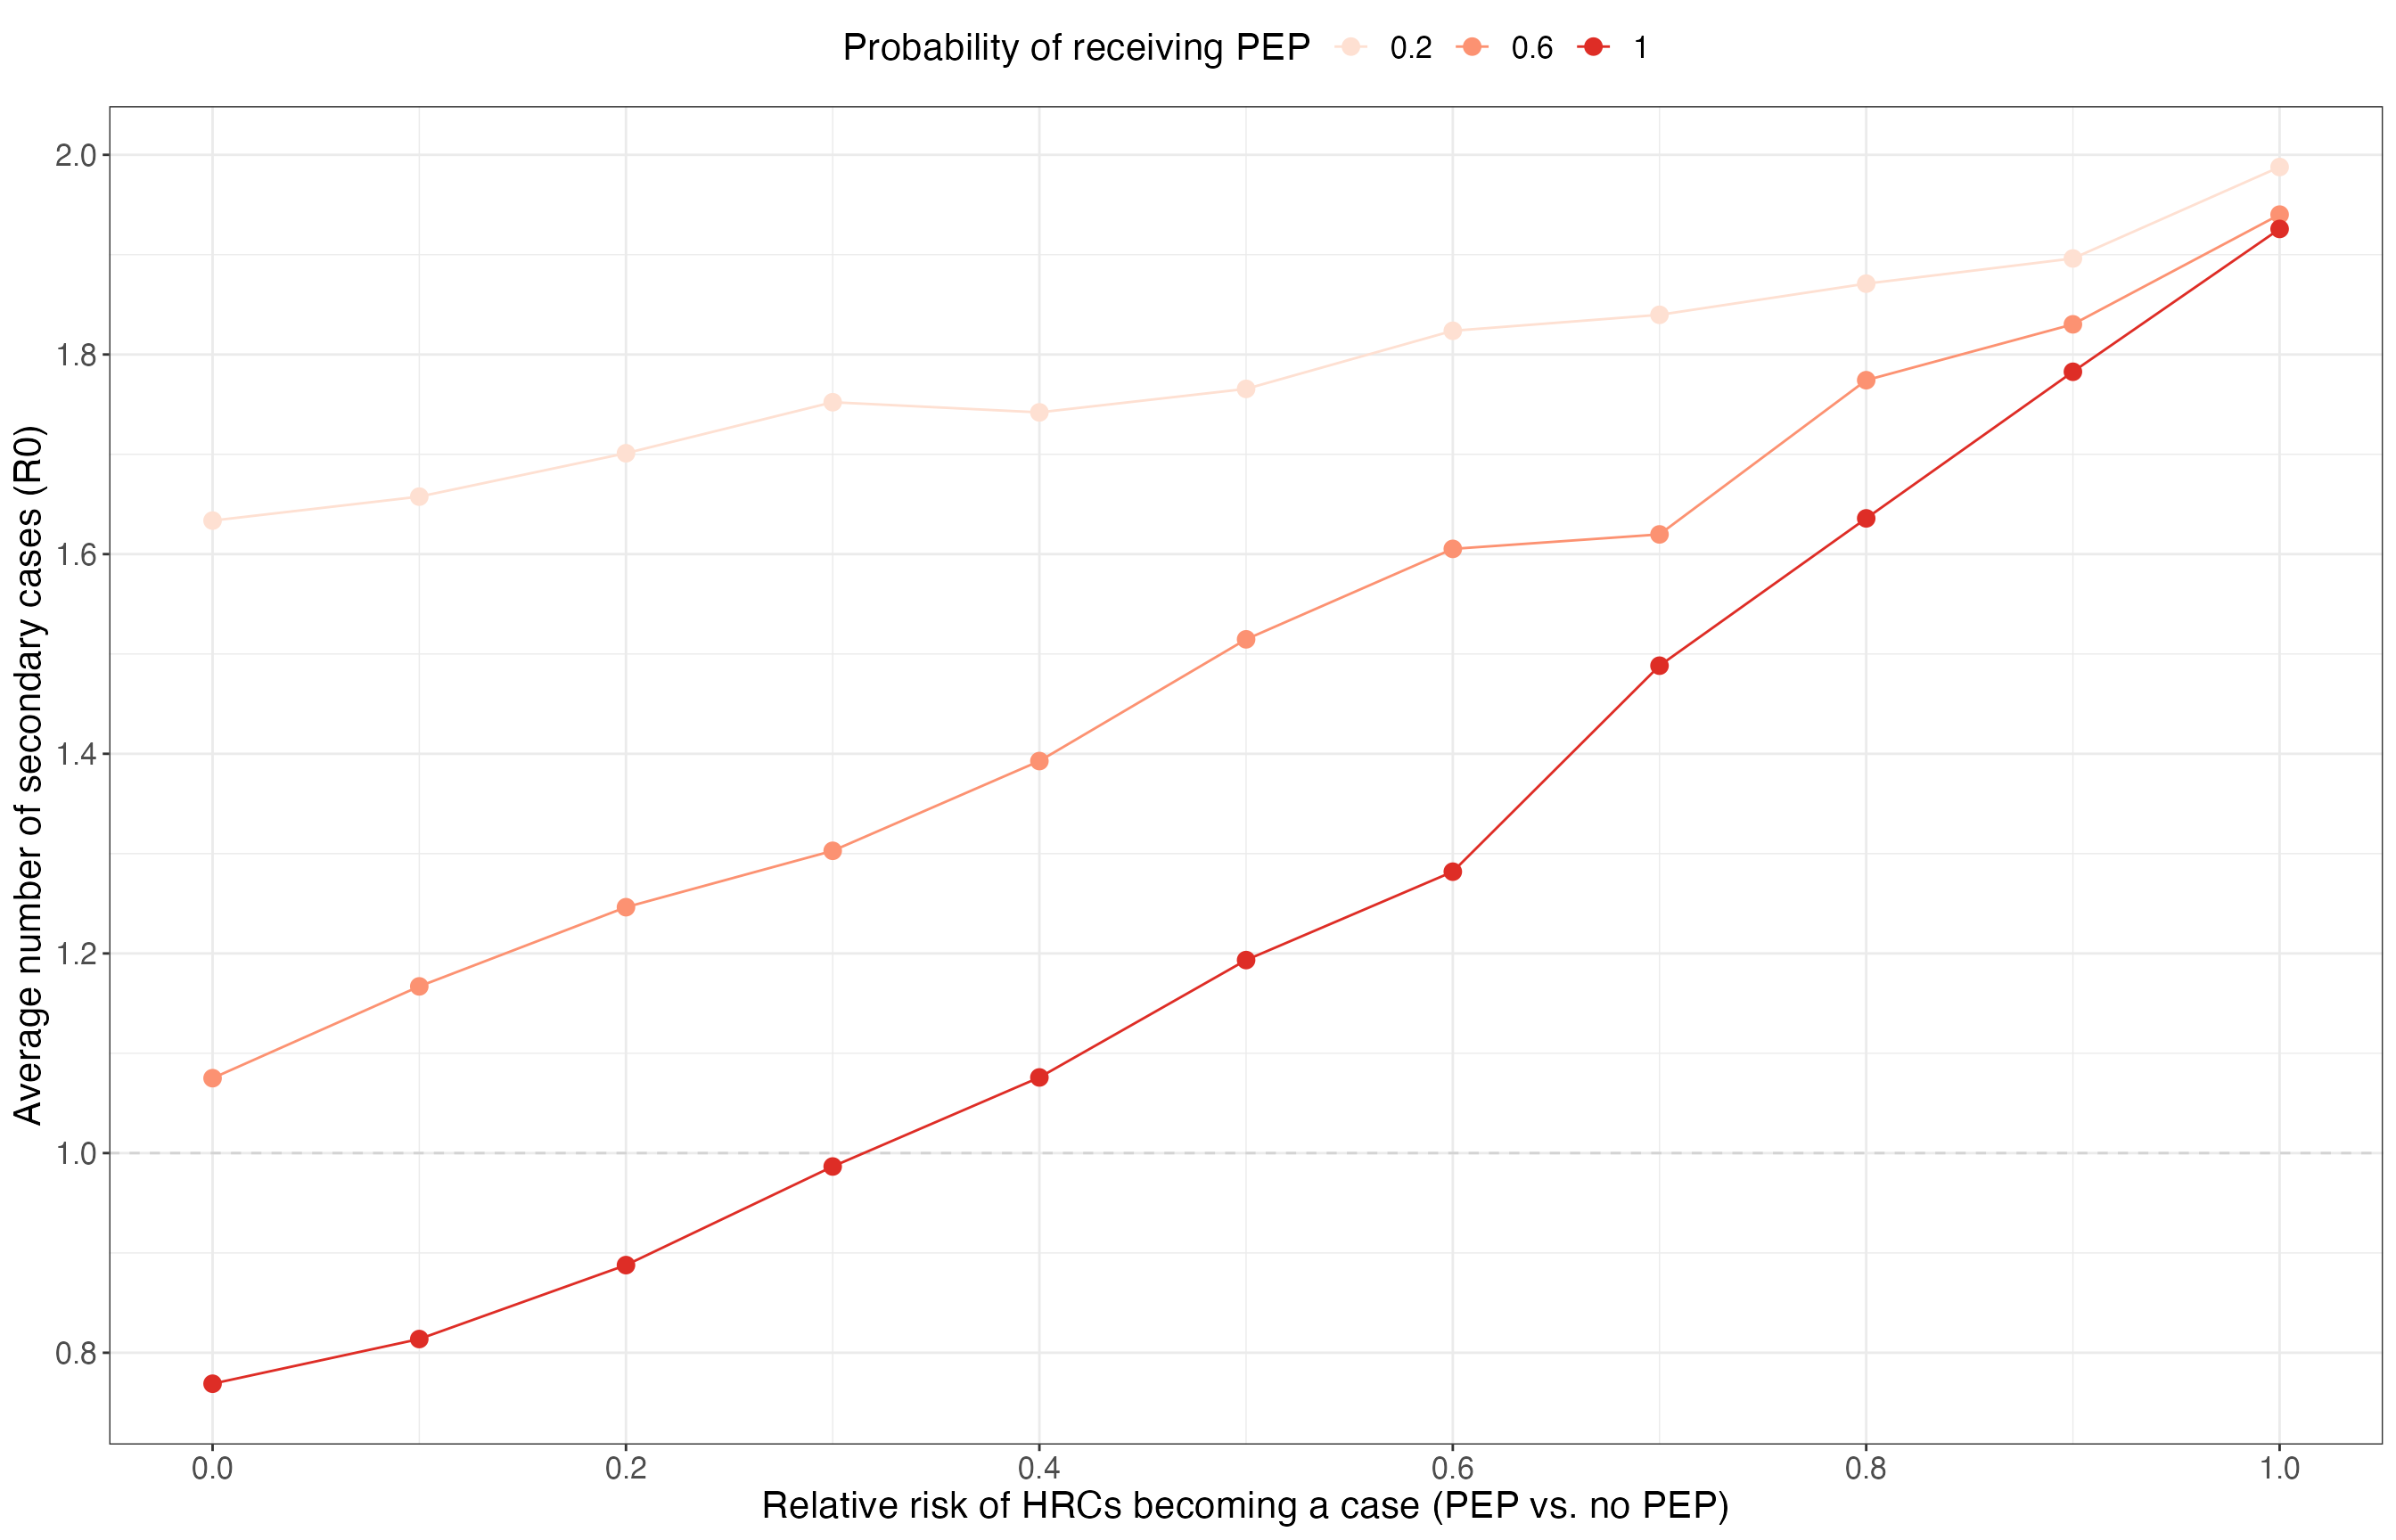 Probability of receiving PEP 0.2 0.6 1
2.0
1.8
1.6
1.4
1.2
1.0
0.8
Average number of secondary cases (R0)
0.0 0.2 0.4 0.6 0.8 1.0
Relative risk of HRCs becoming a case (PEP vs. no PEP)